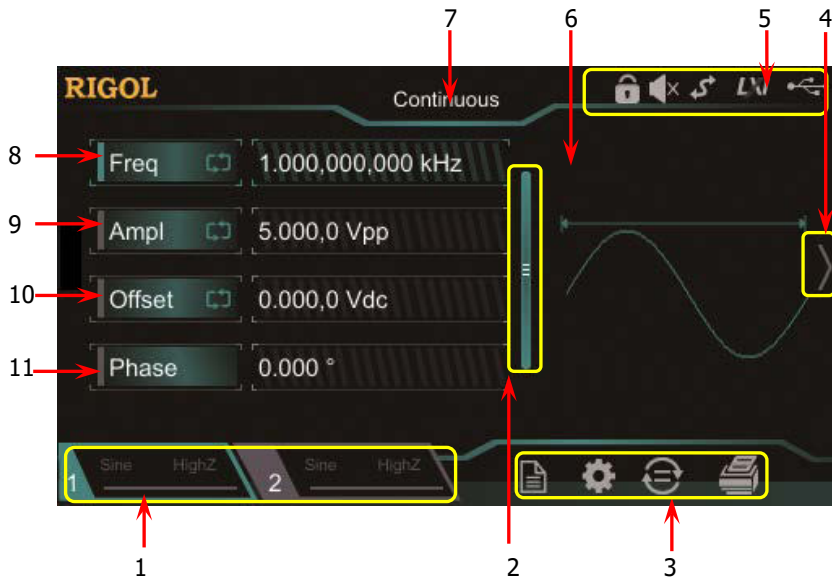 7 6 5 4
RIGOL
Continuous
LXI
8 Freq 1.000,000,000 kHz
9 Ampl 5.000,0 Vpp
10 Offset 0.000,0 Vdc
11 Phase 0.000 °
1 Sine HighZ 2 Sine HighZ
1 2 3